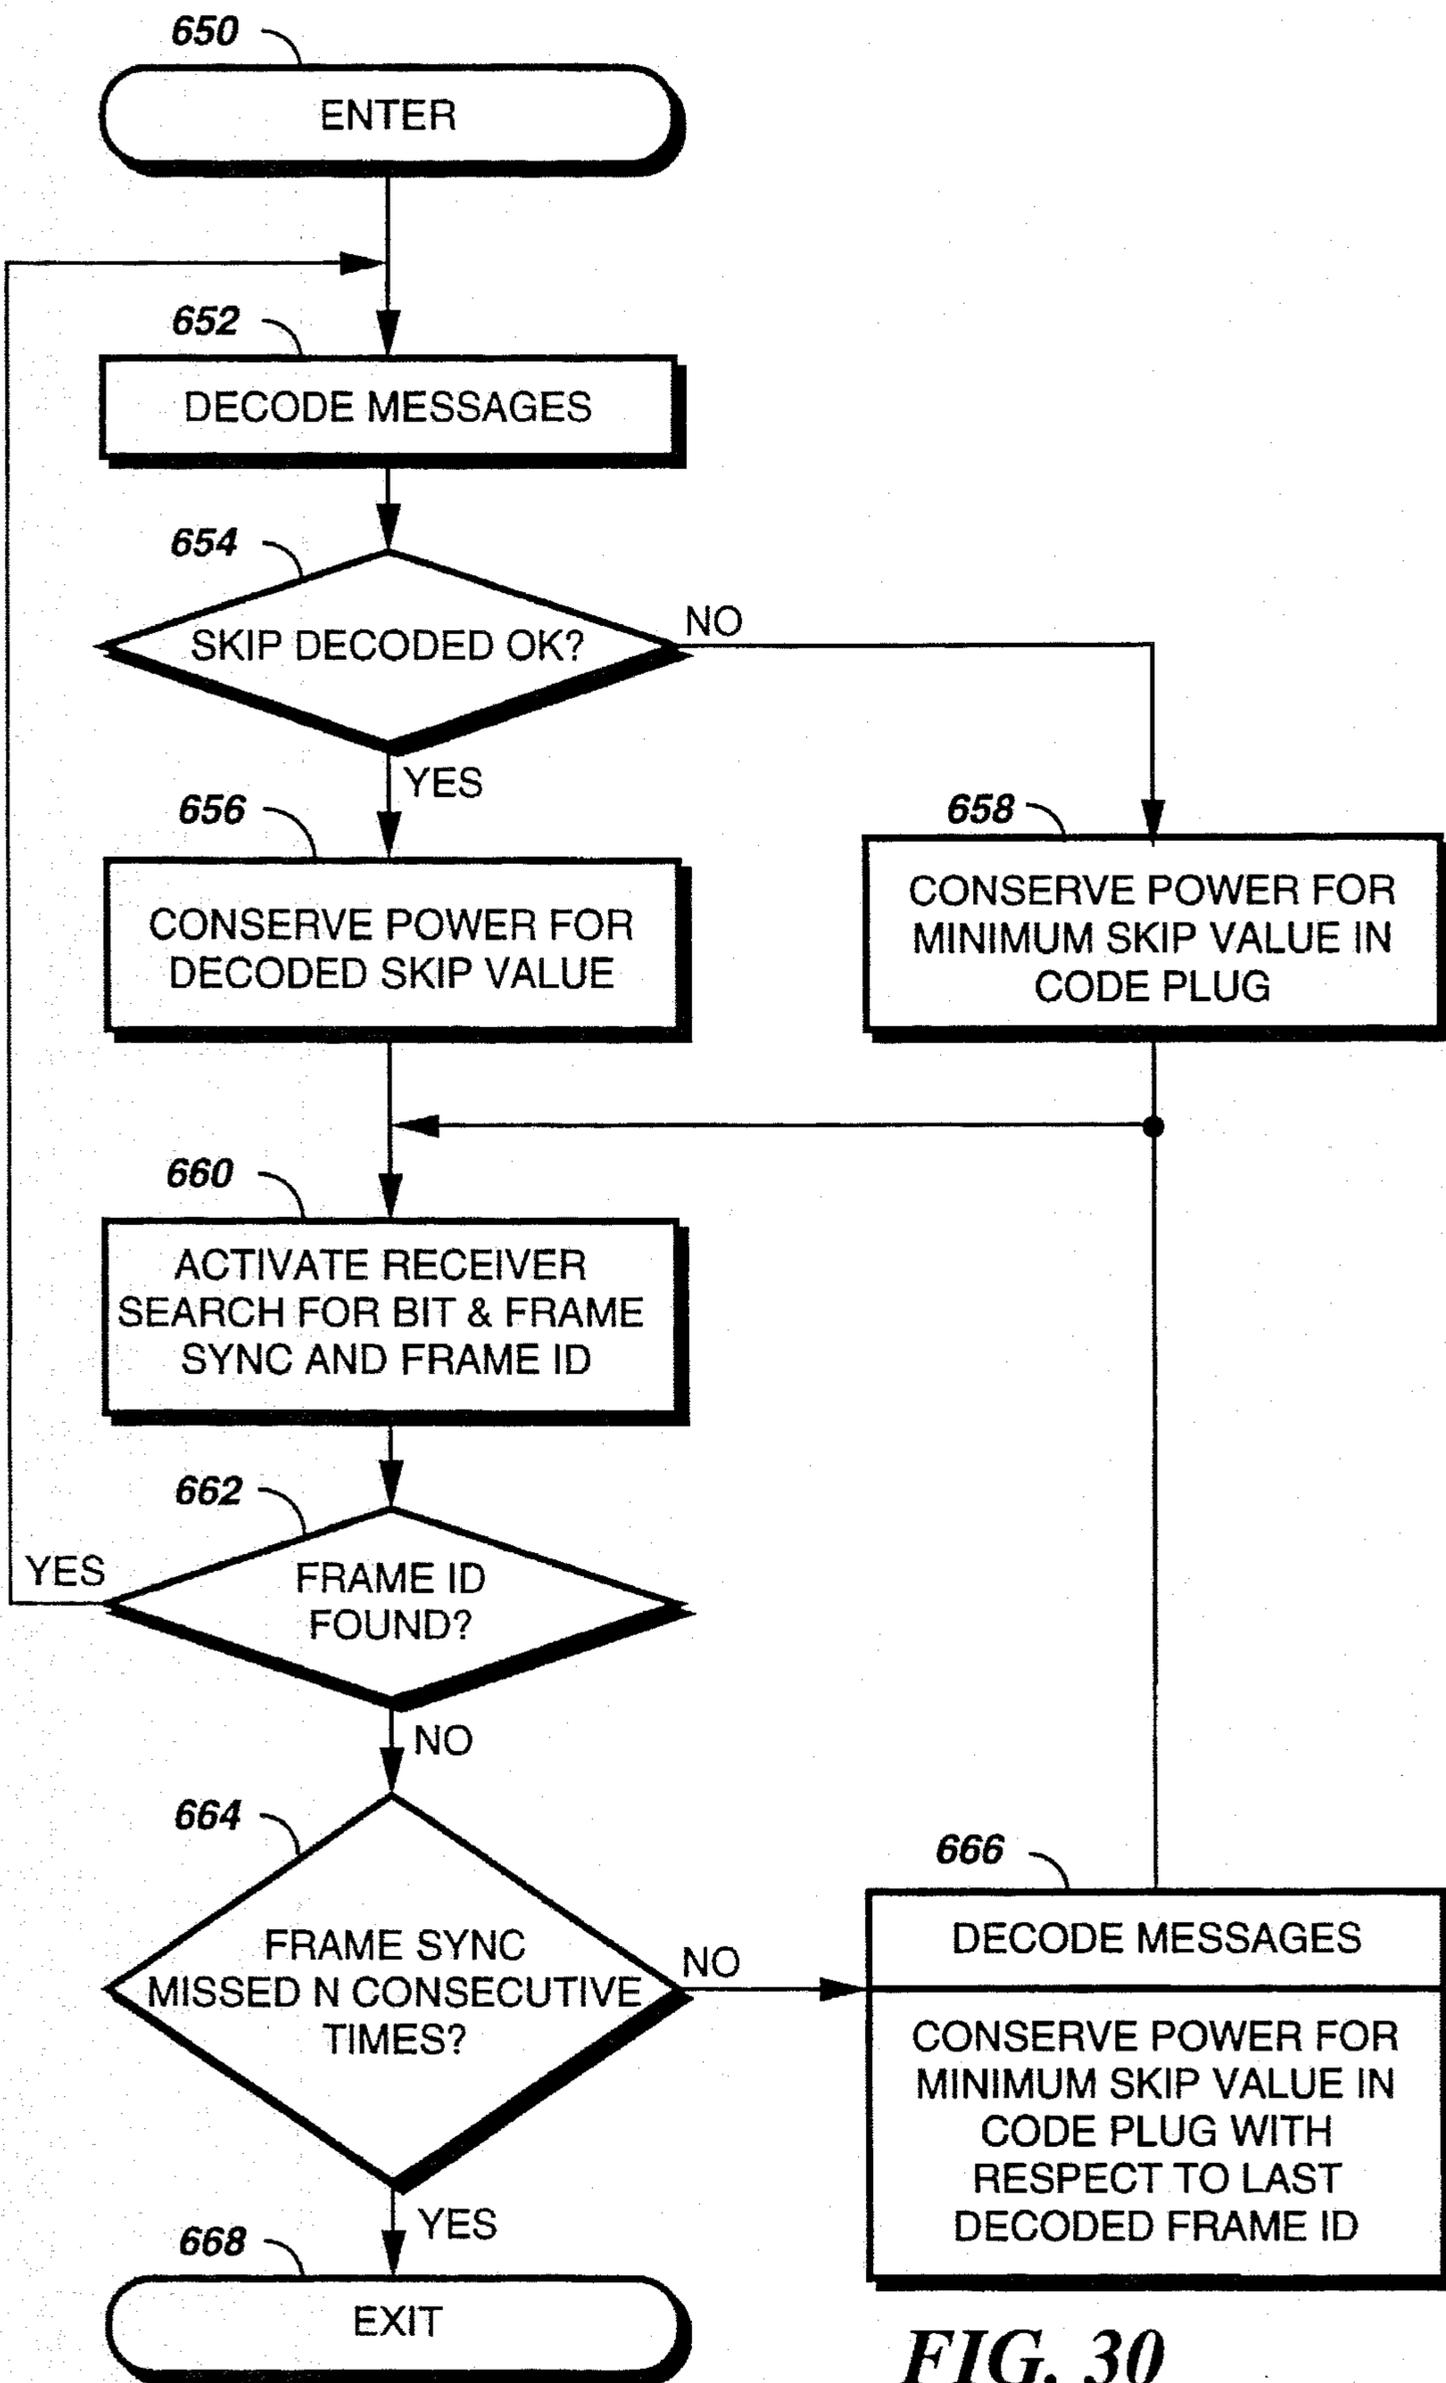 650
ENTER
652
DECODE MESSAGES
654
SKIP DECODED OK?
NO
YES
656
CONSERVE POWER FOR
DECODED SKIP VALUE
658
CONSERVE POWER FOR
MINIMUM SKIP VALUE IN
CODE PLUG
660
ACTIVATE RECEIVER
SEARCH FOR BIT & FRAME
SYNC AND FRAME ID
662
YES
FRAME ID
FOUND?
NO
664
FRAME SYNC
MISSED N CONSECUTIVE
TIMES?
NO
666
DECODE MESSAGES
CONSERVE POWER FOR
MINIMUM SKIP VALUE IN
CODE PLUG WITH
RESPECT TO LAST
DECODED FRAME ID
YES
668
EXIT
FIG. 30